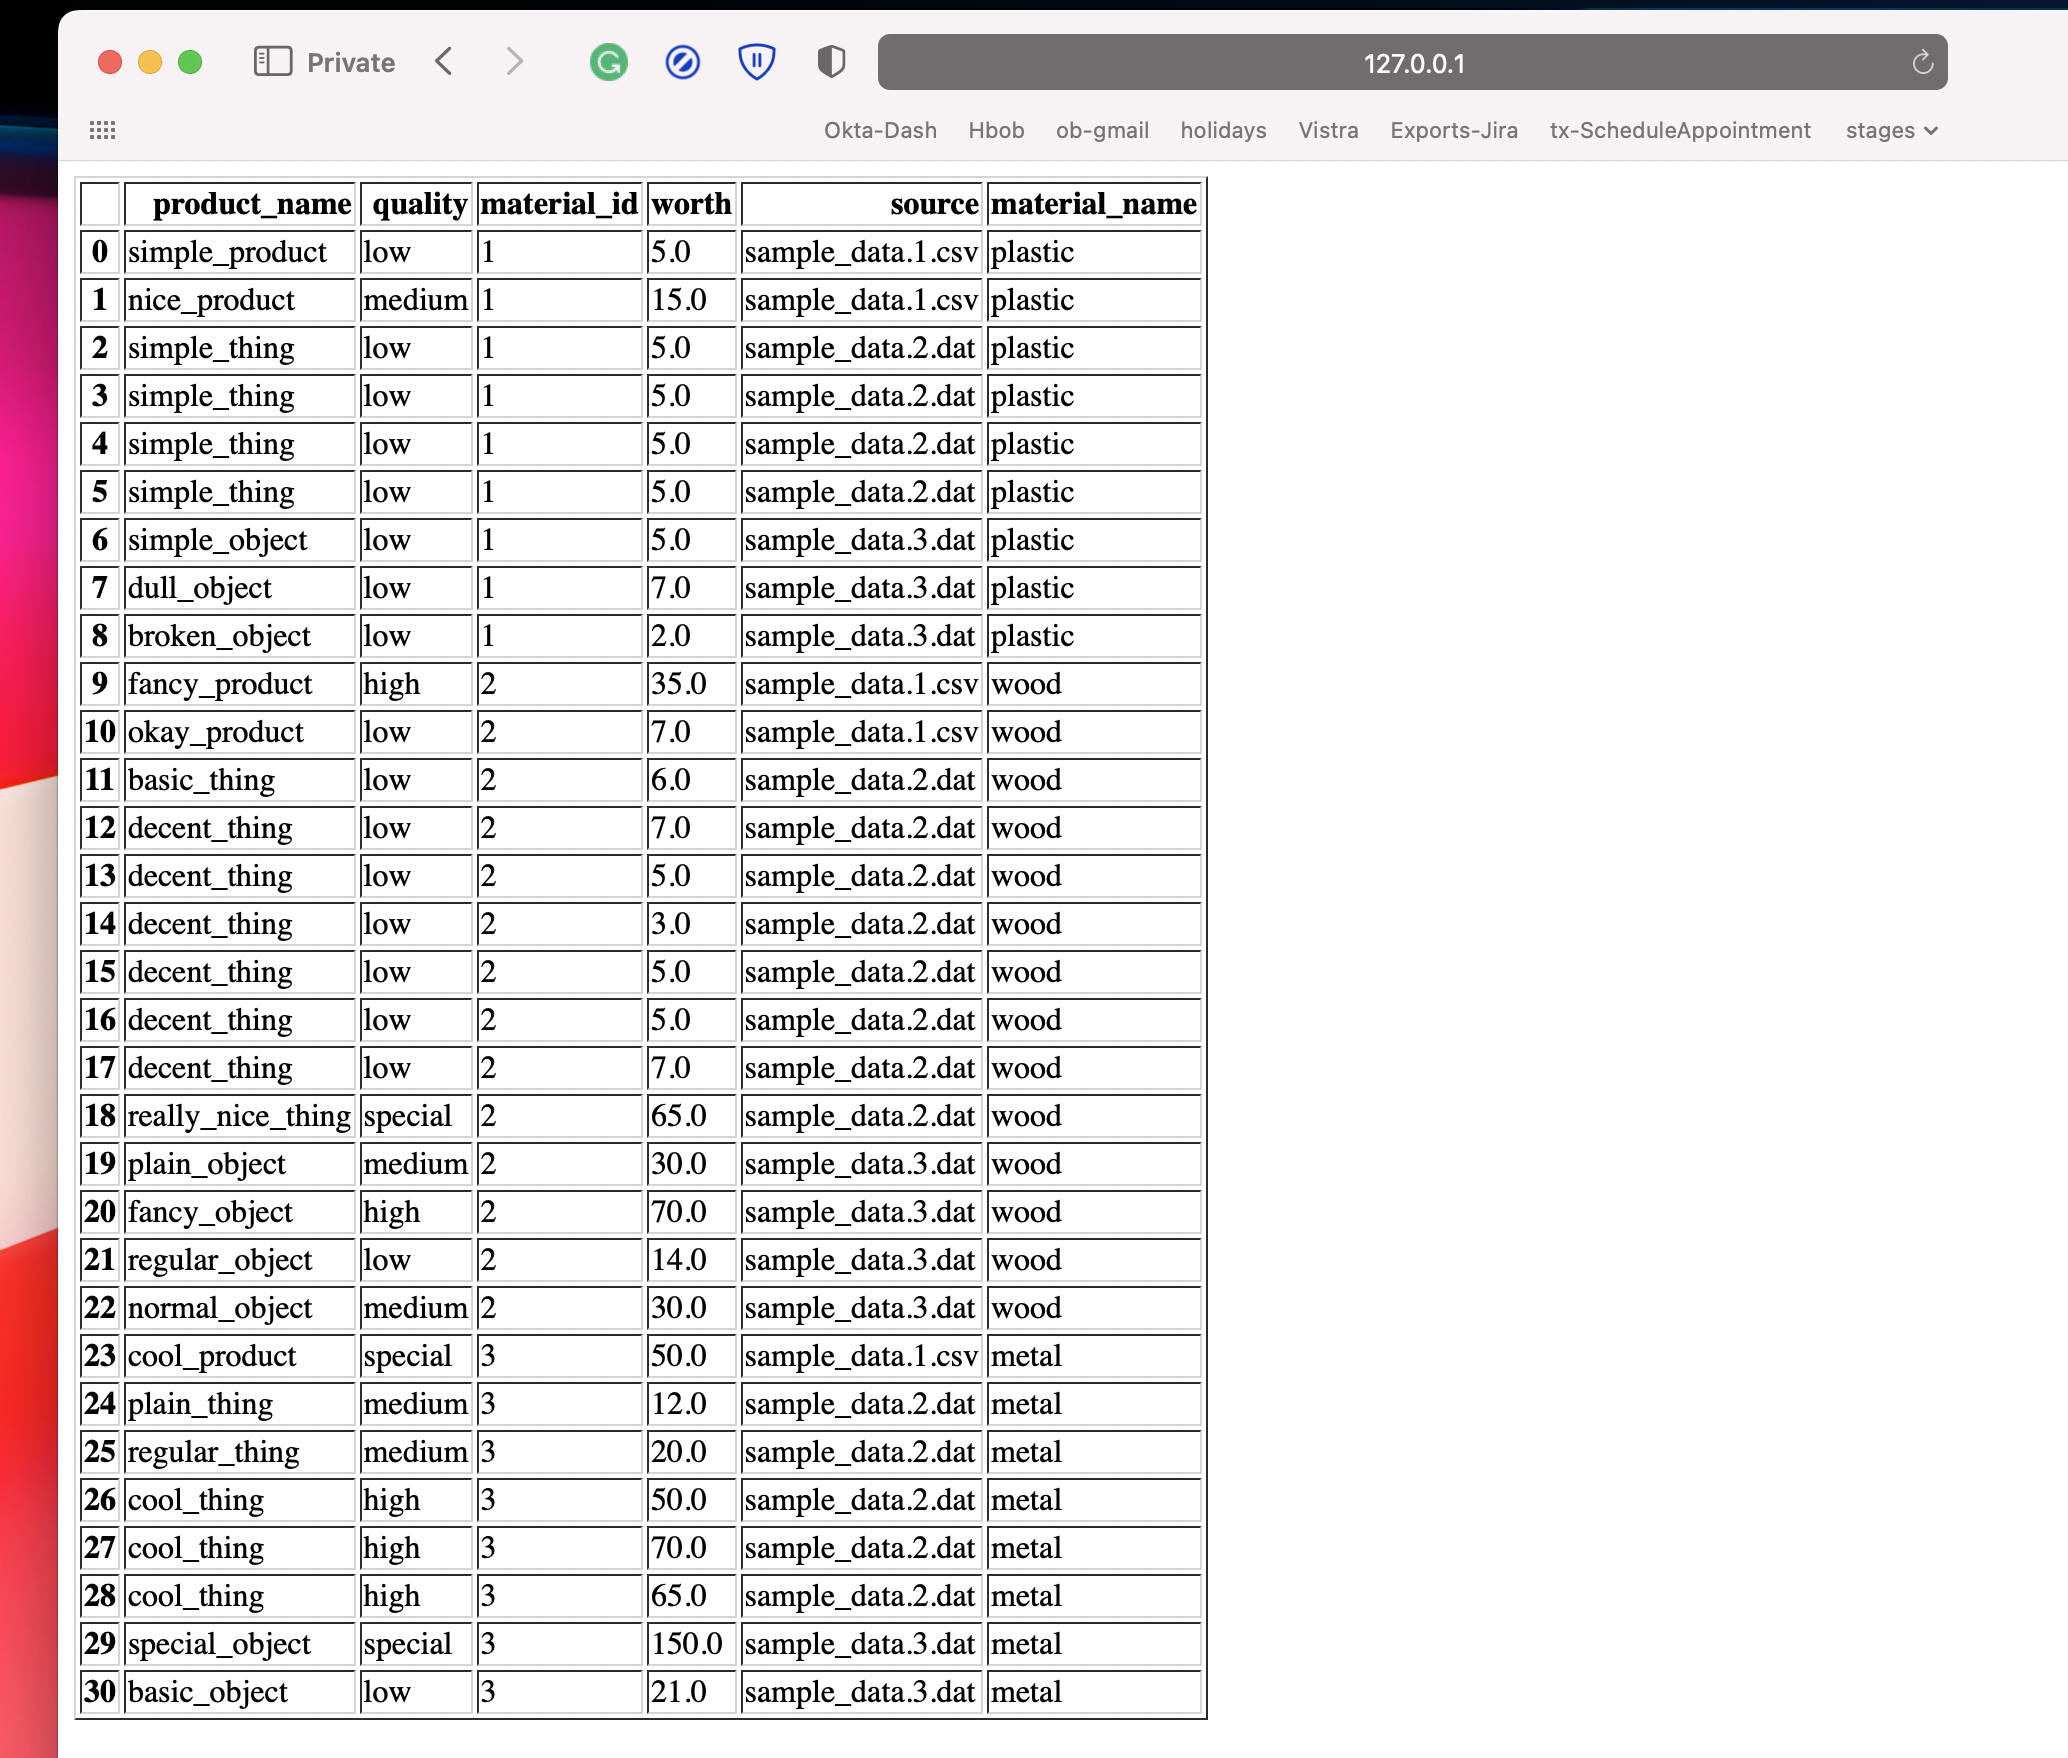 Private 127.0.0.1
Okta-Dash Hbob ob-gmail holidays Vistra Exports-Jira tx-ScheduleAppointment stages
product_name quality material_id worth source material_name
0 simple_product low 1 5.0 sample_data.1.csv plastic
1 nice_product medium 1 15.0 sample_data.1.csv plastic
2 simple_thing low 1 5.0 sample_data.2.dat plastic
3 simple_thing low 1 5.0 sample_data.2.dat plastic
4 simple_thing low 1 5.0 sample_data.2.dat plastic
5 simple_thing low 1 5.0 sample_data.2.dat plastic
6 simple_object low 1 5.0 sample_data.3.dat plastic
7 dull_object low 1 7.0 sample_data.3.dat plastic
8 broken_object low 1 2.0 sample_data.3.dat plastic
9 fancy_product high 2 35.0 sample_data.1.csv wood
10 okay_product low 2 7.0 sample_data.1.csv wood
11 basic_thing low 2 6.0 sample_data.2.dat wood
12 decent_thing low 2 7.0 sample_data.2.dat wood
13 decent_thing low 2 5.0 sample_data.2.dat wood
14 decent_thing low 2 3.0 sample_data.2.dat wood
15 decent_thing low 2 5.0 sample_data.2.dat wood
16 decent_thing low 2 5.0 sample_data.2.dat wood
17 decent_thing low 2 7.0 sample_data.2.dat wood
18 really_nice_thing special 2 65.0 sample_data.2.dat wood
19 plain_object medium 2 30.0 sample_data.3.dat wood
20 fancy_object high 2 70.0 sample_data.3.dat wood
21 regular_object low 2 14.0 sample_data.3.dat wood
22 normal_object medium 2 30.0 sample_data.3.dat wood
23 cool_product special 3 50.0 sample_data.1.csv metal
24 plain_thing medium 3 12.0 sample_data.2.dat metal
25 regular_thing medium 3 20.0 sample_data.2.dat metal
26 cool_thing high 3 50.0 sample_data.2.dat metal
27 cool_thing high 3 70.0 sample_data.2.dat metal
28 cool_thing high 3 65.0 sample_data.2.dat metal
29 special_object special 3 150.0 sample_data.3.dat metal
30 basic_object low 3 21.0 sample_data.3.dat metal